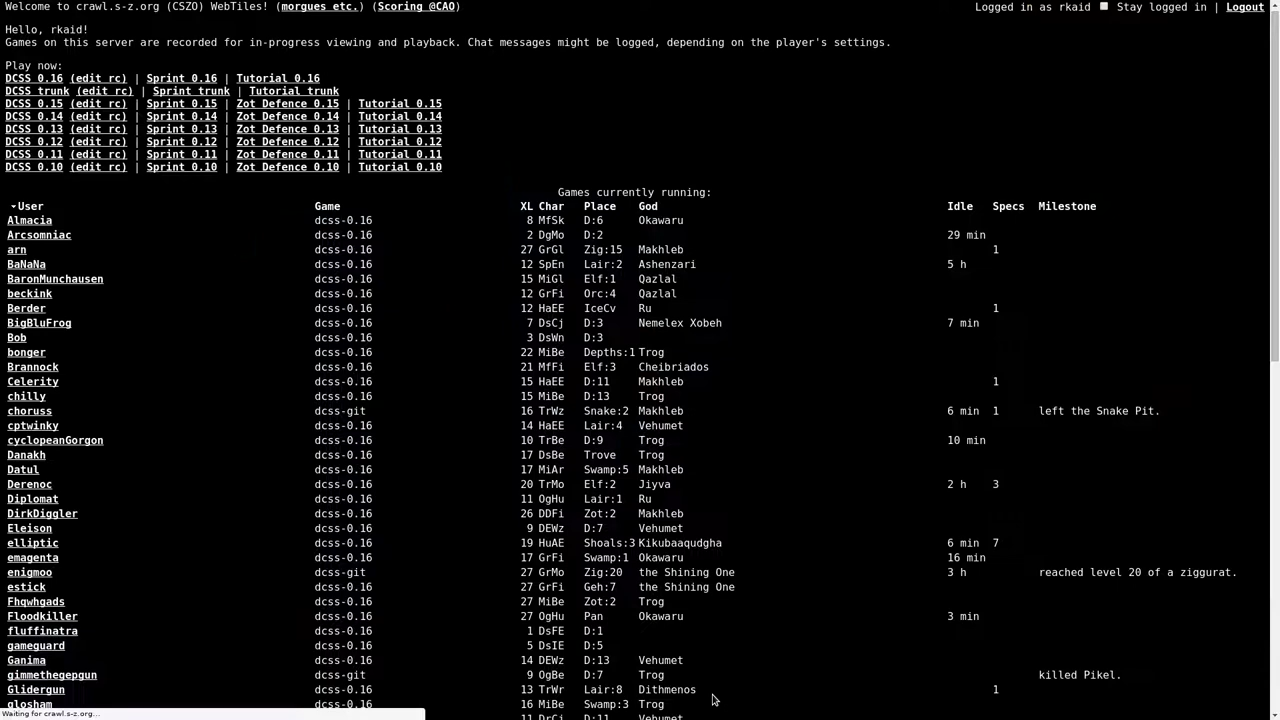 Welcome to crawl.s-z.org (CSZO) WebTiles! (morgues etc.) (Scoring @CAO) Logged in as rkaid Stay logged in | Logout
Hello, rkaid!
Games on this server are recorded for in-progress viewing and playback. Chat messages might be logged, depending on the player's settings.
Play now:
DCSS 0.16 (edit rc) | Sprint 0.16 | Tutorial 0.16
DCSS trunk (edit rc) | Sprint trunk | Tutorial trunk
DCSS 0.15 (edit rc) | Sprint 0.15 | Zot Defence 0.15 | Tutorial 0.15
DCSS 0.14 (edit rc) | Sprint 0.14 | Zot Defence 0.14 | Tutorial 0.14
DCSS 0.13 (edit rc) | Sprint 0.13 | Zot Defence 0.13 | Tutorial 0.13
DCSS 0.12 (edit rc) | Sprint 0.12 | Zot Defence 0.12 | Tutorial 0.12
DCSS 0.11 (edit rc) | Sprint 0.11 | Zot Defence 0.11 | Tutorial 0.11
DCSS 0.10 (edit rc) | Sprint 0.10 | Zot Defence 0.10 | Tutorial 0.10
Games currently running:
User Game XL Char Place God Idle Specs Milestone
Almacia dcss-0.16 8 MfSk D:6 Okawaru
Arcsomniac dcss-0.16 2 DgMo D:2 29 min
arn dcss-0.16 27 GrGl Zig:15 Makhleb 1
BaNaNa dcss-0.16 12 SpEn Lair:2 Ashenzari 5 h
BaronMunchausen dcss-0.16 15 MiGl Elf:1 Qazlal
beckink dcss-0.16 12 GrFi Orc:4 Qazlal
Berder dcss-0.16 12 HaEE IceCv Ru 1
BigBluFrog dcss-0.16 7 DsCj D:3 Nemelex Xobeh 7 min
Bob dcss-0.16 3 DsWn D:3
bonger dcss-0.16 22 MiBe Depths:1 Trog
Brannock dcss-0.16 21 MfFi Elf:3 Cheibriados
Celerity dcss-0.16 15 HaEE D:11 Makhleb 1
chilly dcss-0.16 15 MiBe D:13 Trog
choruss dcss-git 16 TrWz Snake:2 Makhleb 6 min 1 left the Snake Pit.
cptwinky dcss-0.16 14 HaEE Lair:4 Vehumet
cyclopeanGorgon dcss-0.16 10 TrBe D:9 Trog 10 min
Danakh dcss-0.16 17 DsBe Trove Trog
Datul dcss-0.16 17 MiAr Swamp:5 Makhleb
Derenoc dcss-0.16 20 TrMo Elf:2 Jiyva 2 h 3
Diplomat dcss-0.16 11 OgHu Lair:1 Ru
DirkDiggler dcss-0.16 26 DDFi Zot:2 Makhleb
Eleison dcss-0.16 9 DEWz D:7 Vehumet
elliptic dcss-0.16 19 HuAE Shoals:3 Kikubaaqudgha 6 min 7
emagenta dcss-0.16 17 GrFi Swamp:1 Okawaru 16 min
enigmoo dcss-git 27 GrMo Zig:20 the Shining One 3 h reached level 20 of a ziggurat.
estick dcss-0.16 27 GrFi Geh:7 the Shining One
Fhqwhgads dcss-0.16 27 MiBe Zot:2 Trog
Floodkiller dcss-0.16 27 OgHu Pan Okawaru 3 min
fluffinatra dcss-0.16 1 DsFE D:1
gameguard dcss-0.16 5 DsIE D:5
Ganima dcss-0.16 14 DEWz D:13 Vehumet
gimmethegepgun dcss-git 9 OgBe D:7 Trog killed Pikel.
Glidergun dcss-0.16 13 TrWr Lair:8 Dithmenos 1
glosham dcss-0.16 16 MiBe Swamp:3 Trog
11 DrCj D:11 Vehumet
Waiting for crawl.s-z.org...